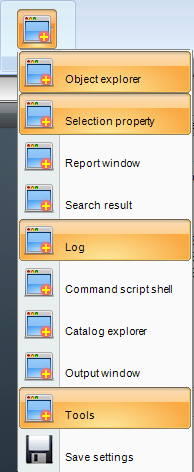 Object explorer
Selection property
Report window
Search result
Log
Command script shell
Catalog explorer
Output window
Tools
Save settings